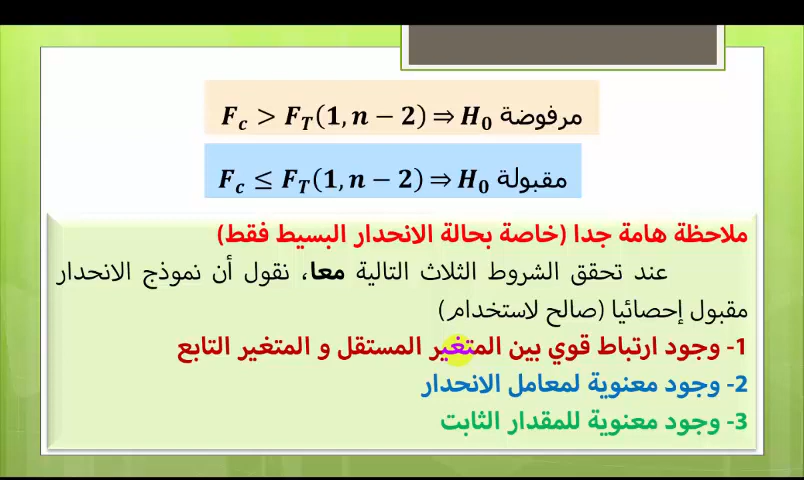 F_c > F_T(1, n − 2) ⇒ H_0 مرفوضة
F_c ≤ F_T(1, n − 2) ⇒ H_0 مقبولة
ملاحظة هامة جدا (خاصة بحالة الانحدار البسيط فقط)
عند تحقق الشروط الثلاث التالية معا، نقول أن نموذج الانحدار
مقبول إحصائيا (صالح لاستخدام)
1- وجود ارتباط قوي بين المتغير المستقل و المتغير التابع
2- وجود معنوية لمعامل الانحدار
3- وجود معنوية للمقدار الثابت